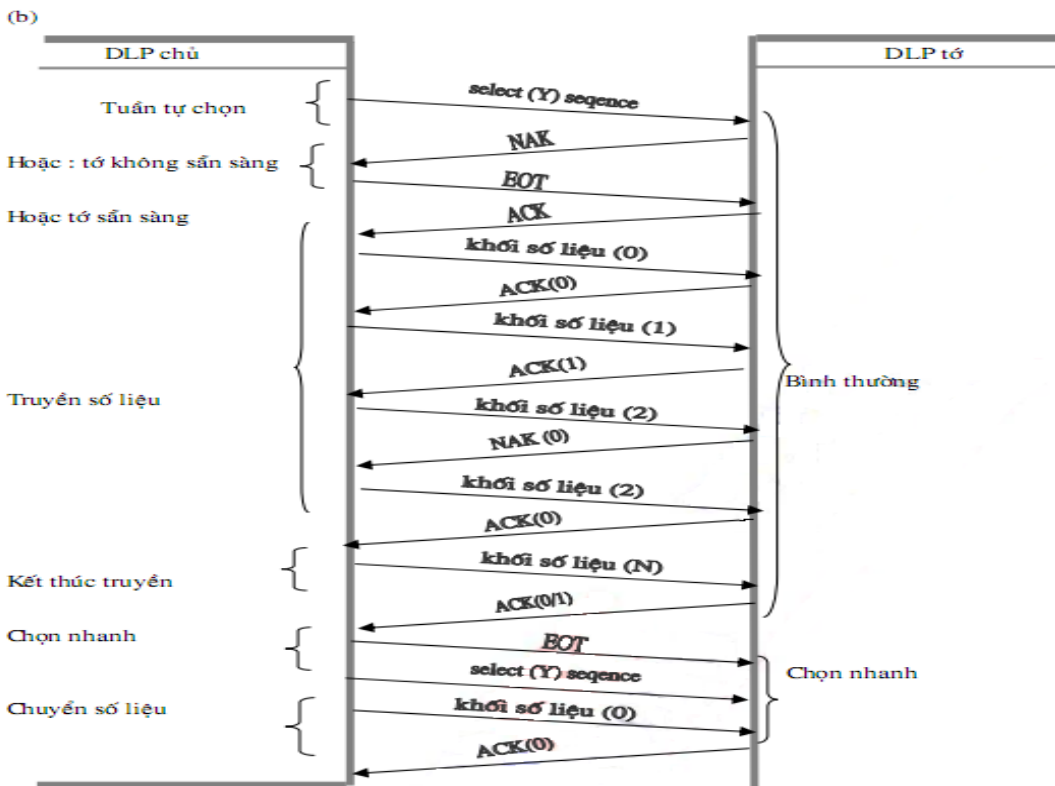 (b)
DLP chủ
DLP tớ
Tuần tự chọn
select (Y) seqence
NAK
Hoặc : tớ không sẵn sàng
EOT
Hoặc tớ sẵn sàng
ACK
khối số liệu (0)
ACK(0)
khối số liệu (1)
ACK(1)
Bình thường
Truyền số liệu
khối số liệu (2)
NAK (0)
khối số liệu (2)
ACK(0)
khối số liệu (N)
Kết thúc truyền
ACK(0/1)
Chọn nhanh
EOT
select (Y) seqence
Chọn nhanh
Chuyển số liệu
khối số liệu (0)
ACK(0)